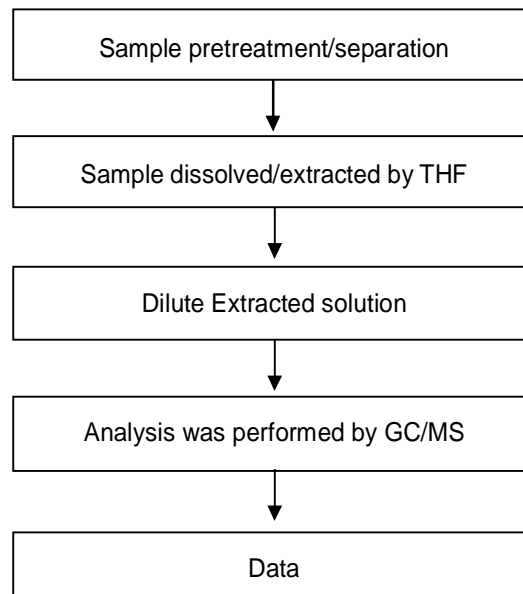 Sample pretreatment/separation
Sample dissolved/extracted by THF
Dilute Extracted solution
Analysis was performed by GC/MS
Data